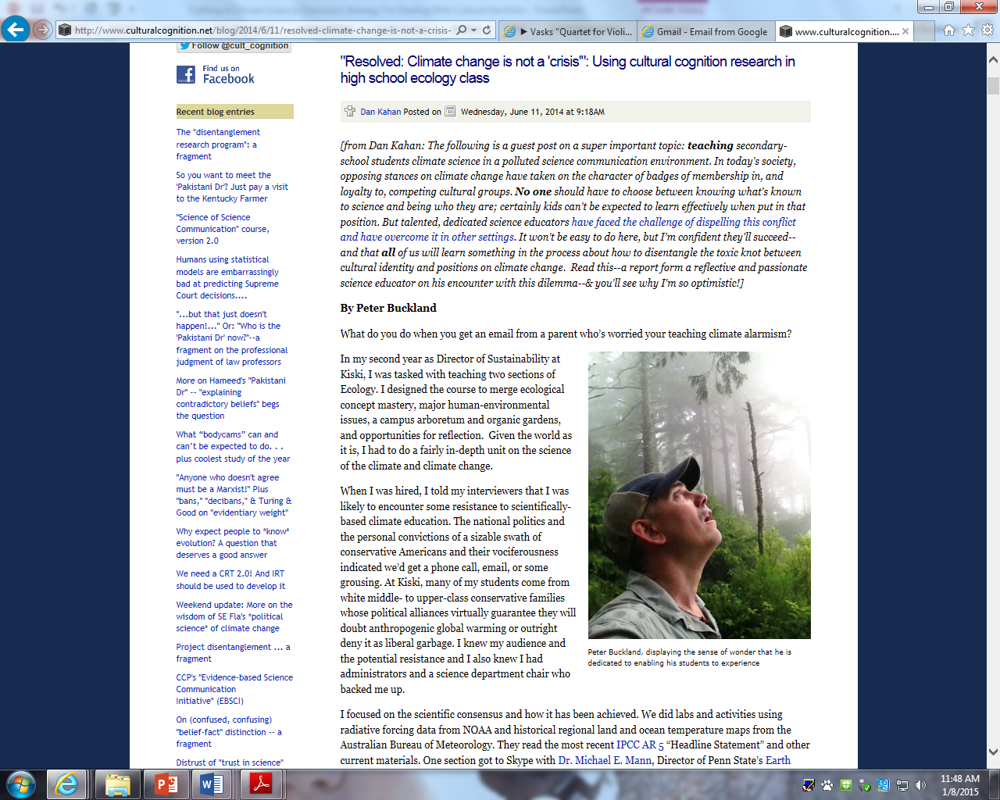 http://www.culturalcognition.net/blog/2014/6/11/resolved-climate-change-is-not-a-crisis-
► Vasks "Quartet for Violi...
Gmail - Email from Google
www.culturalcognition....
Follow @cult_cognition
Find us on
Facebook
Recent blog entries
The "disentanglement
research program": a
fragment
So you want to meet the
'Pakistani Dr'? Just pay a visit
to the Kentucky Farmer
"Science of Science
Communication" course,
version 2.0
Humans using statistical
models are embarrassingly
bad at predicting Supreme
Court decisions....
"...but that just doesn't
happen!..." Or: "Who is the
'Pakistani Dr' now?"--a
fragment on the professional
judgment of law professors
More on Hameed's "Pakistani
Dr" -- "explaining
contradictory beliefs" begs
the question
What “bodycams” can and
can’t be expected to do. . .
plus coolest study of the year
"Anyone who doesn't agree
must be a Marxist!" Plus
"bans," "decibans," & Turing &
Good on "evidentiary weight"
Why expect people to *know*
evolution? A question that
deserves a good answer
We need a CRT 2.0! And IRT
should be used to develop it
Weekend update: More on the
wisdom of SE Fla's *political
science* of climate change
Project disentanglement ... a
fragment
CCP's "Evidence-based Science
Communication
Initiative" (EBSCI)
On (confused, confusing)
"belief-fact" distinction -- a
fragment
Distrust of "trust in science"
"Resolved: Climate change is not a 'crisis'": Using cultural cognition research in
high school ecology class
Dan Kahan Posted on Wednesday, June 11, 2014 at 9:18AM
[from Dan Kahan: The following is a guest post on a super important topic: teaching secondary-
school students climate science in a polluted science communication environment. In today's society,
opposing stances on climate change have taken on the character of badges of membership in, and
loyalty to, competing cultural groups. No one should have to choose between knowing what's known
to science and being who they are; certainly kids can't be expected to learn effectively when put in that
position. But talented, dedicated science educators have faced the challenge of dispelling this conflict
and have overcome it in other settings. It won't be easy to do here, but I'm confident they'll succeed--
and that all of us will learn something in the process about how to disentangle the toxic knot between
cultural identity and positions on climate change. Read this--a report form a reflective and passionate
science educator on his encounter with this dilemma--& you'll see why I'm so optimistic!]
By Peter Buckland
What do you do when you get an email from a parent who’s worried your teaching climate alarmism?
In my second year as Director of Sustainability at
Kiski, I was tasked with teaching two sections of
Ecology. I designed the course to merge ecological
concept mastery, major human-environmental
issues, a campus arboretum and organic gardens,
and opportunities for reflection. Given the world as
it is, I had to do a fairly in-depth unit on the science
of the climate and climate change.
When I was hired, I told my interviewers that I was
likely to encounter some resistance to scientifically-
based climate education. The national politics and
the personal convictions of a sizable swath of
conservative Americans and their vociferousness
indicated we’d get a phone call, email, or some
grousing. At Kiski, many of my students come from
white middle- to upper-class conservative families
whose political alliances virtually guarantee they will
doubt anthropogenic global warming or outright
deny it as liberal garbage. I knew my audience and
the potential resistance and I also knew I had
administrators and a science department chair who
backed me up.
Peter Buckland, displaying the sense of wonder that he is
dedicated to enabling his students to experience
I focused on the scientific consensus and how it has been achieved. We did labs and activities using
radiative forcing data from NOAA and historical regional land and ocean temperature maps from the
Australian Bureau of Meteorology. They read the most recent IPCC AR 5 “Headline Statement” and other
current materials. One section got to Skype with Dr. Michael E. Mann, Director of Penn State’s Earth
11:48 AM
1/8/2015